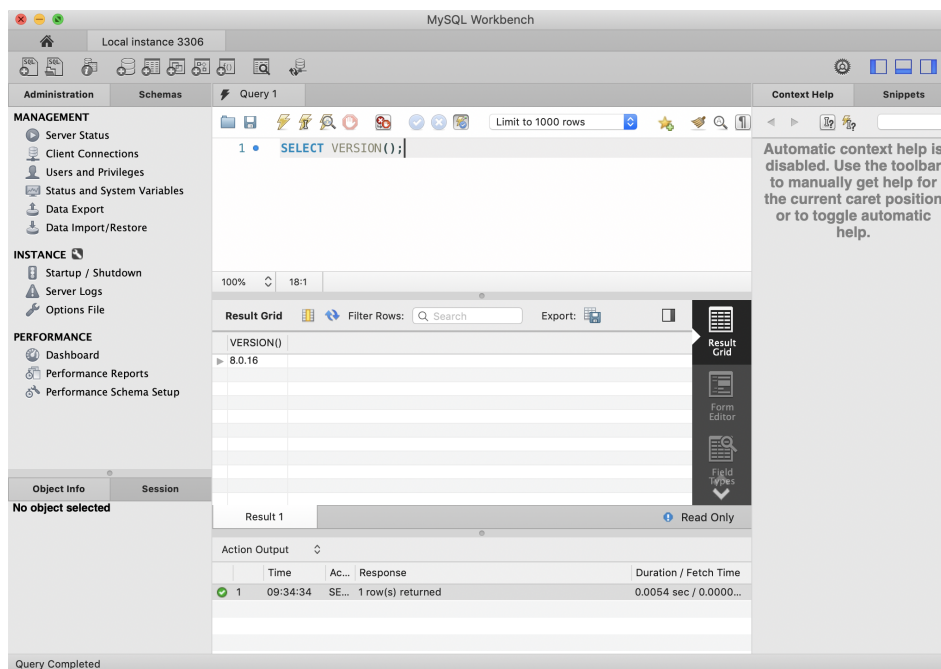 MySQL Workbench
Local instance 3306
Administration
Schemas
Query 1
Context Help
Snippets
MANAGEMENT
Server Status
Client Connections
Users and Privileges
Status and System Variables
Data Export
Data Import/Restore
INSTANCE
Startup / Shutdown
Server Logs
Options File
PERFORMANCE
Dashboard
Performance Reports
Performance Schema Setup
Object Info
Session
No object selected
Limit to 1000 rows
1 SELECT VERSION();
100%
18:1
Result Grid
Filter Rows:
Search
Export:
VERSION()
8.0.16
Result
Grid
Form
Editor
Field
Types
Result 1
Read Only
Action Output
Time Ac... Response Duration / Fetch Time
1 09:34:34 SE... 1 row(s) returned 0.0054 sec / 0.0000...
Automatic context help is
disabled. Use the toolbar
to manually get help for
the current caret position
or to toggle automatic
help.
Query Completed